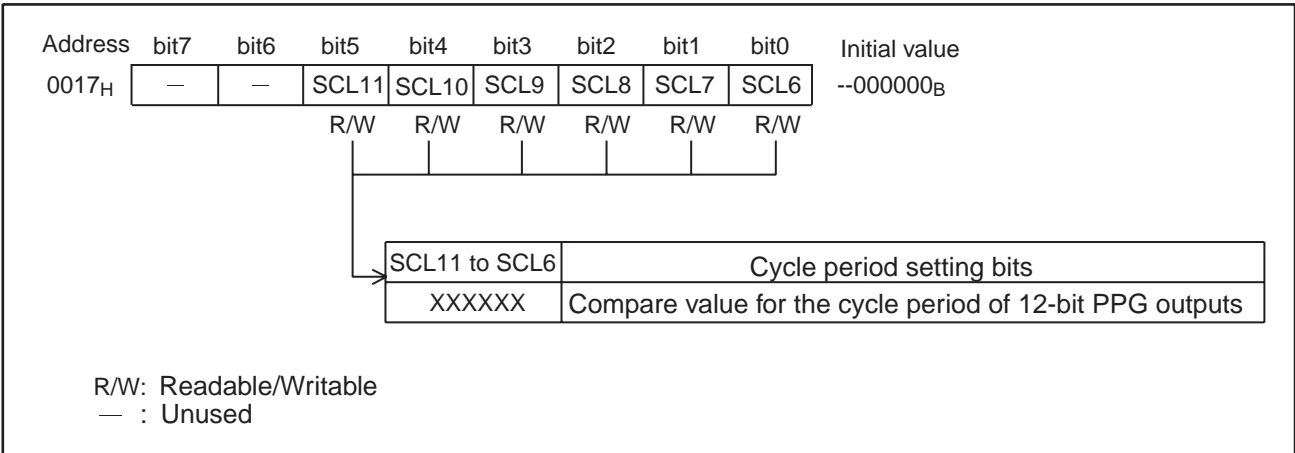 Address bit7 bit6 bit5 bit4 bit3 bit2 bit1 bit0 Initial value
0017H — — SCL11 SCL10 SCL9 SCL8 SCL7 SCL6 --000000B
R/W R/W R/W R/W R/W R/W
SCL11 to SCL6 Cycle period setting bits
XXXXXX Compare value for the cycle period of 12-bit PPG outputs
R/W: Readable/Writable
— : Unused